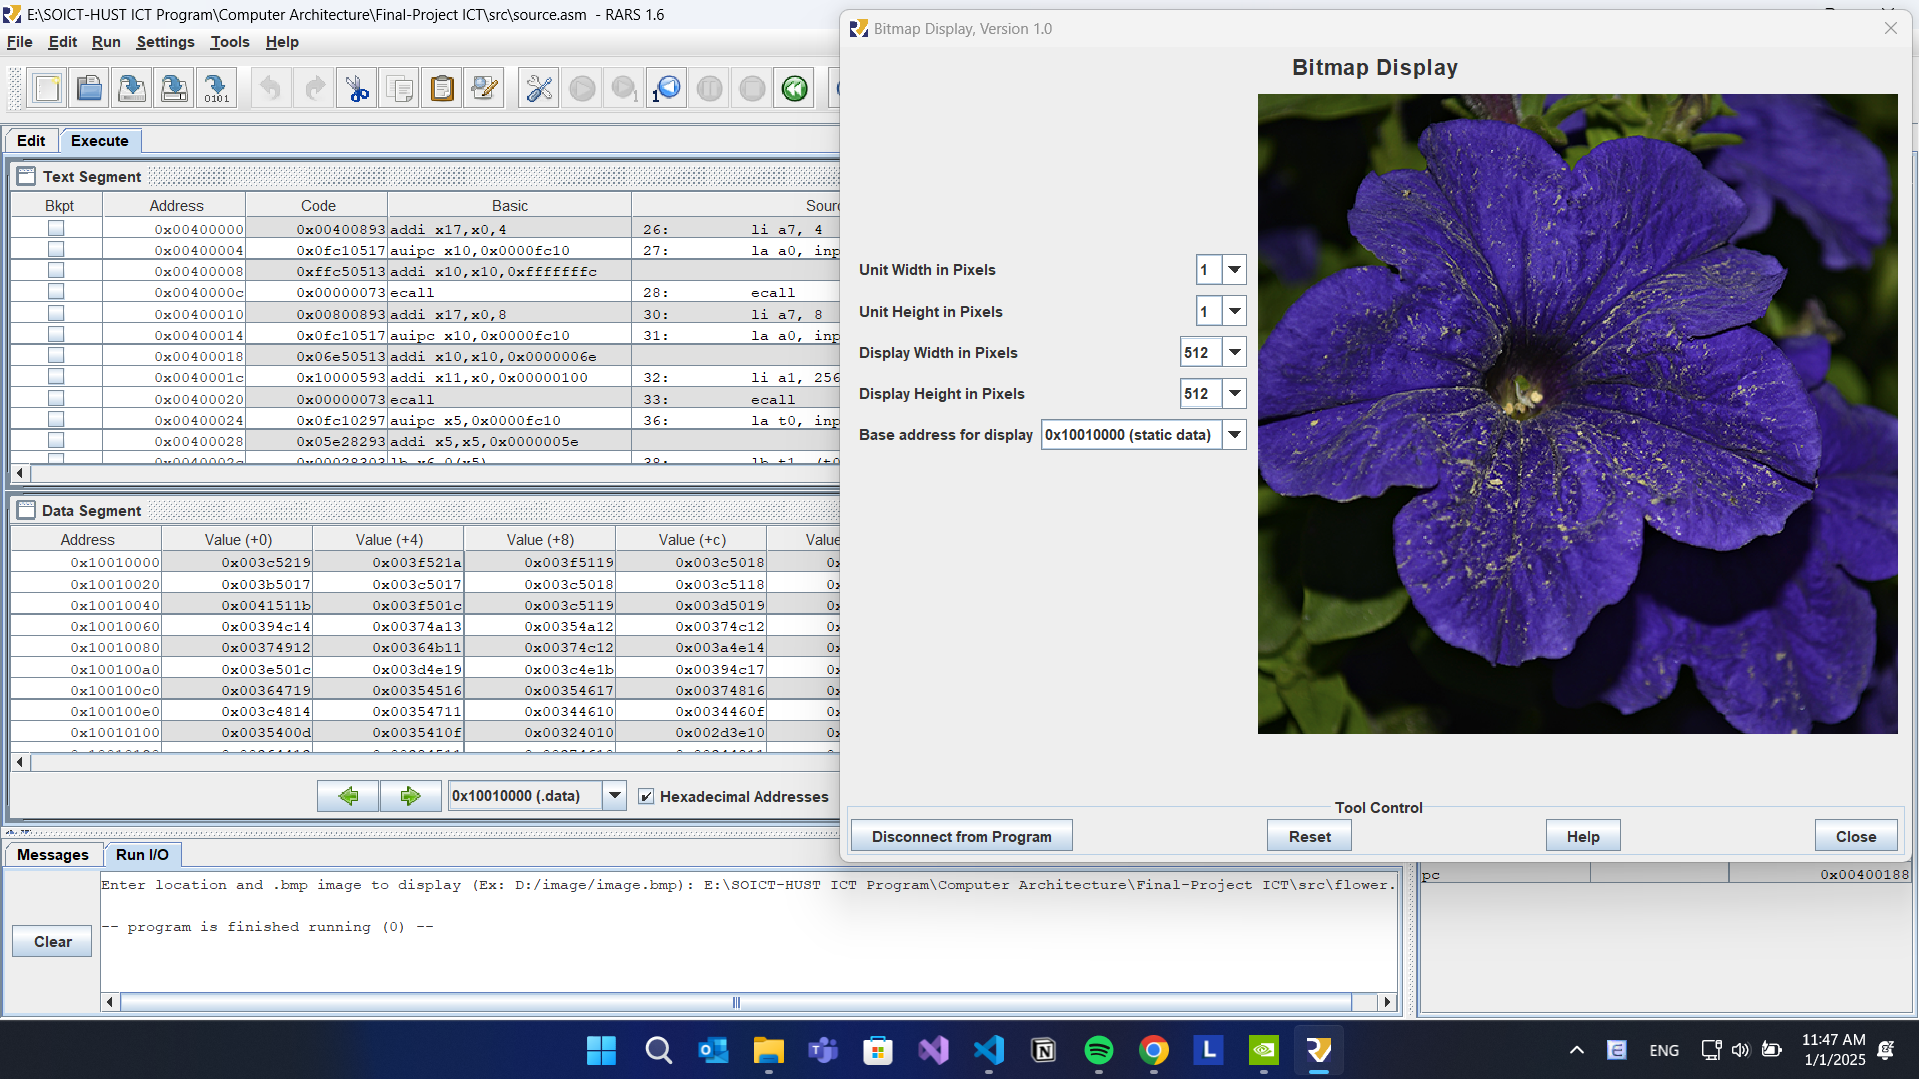 E:\SOICT-HUST ICT Program\Computer Architecture\Final-Project ICT\src\source.asm - RARS 1.6
File Edit Run Settings Tools Help
Edit Execute
Text Segment
Bkpt Address Code Basic
0x00400000 0x00400893 addi x17,x0,4 26: li a7, 4
0x00400004 0x0fc10517 auipc x10,0x0000fc10 27: la a0, inp
0x00400008 0xffc50513 addi x10,x10,0xfffffffc
0x0040000c 0x00000073 ecall 28: ecall
0x00400010 0x00800893 addi x17,x0,8 30: li a7, 8
0x00400014 0x0fc10517 auipc x10,0x0000fc10 31: la a0, inp
0x00400018 0x06e50513 addi x10,x10,0x0000006e
0x0040001c 0x10000593 addi x11,x0,0x00000100 32: li a1, 256
0x00400020 0x00000073 ecall 33: ecall
0x00400024 0x0fc10297 auipc x5,0x0000fc10 36: la t0, inp
0x00400028 0x05e28293 addi x5,x5,0x0000005e
Data Segment
Address Value (+0) Value (+4) Value (+8) Value (+c) Value
0x10010000 0x003c5219 0x003f521a 0x003f5119 0x003c5018
0x10010020 0x003b5017 0x003c5017 0x003c5018 0x003c5118
0x10010040 0x0041511b 0x003f501c 0x003c5119 0x003d5019
0x10010060 0x00394c14 0x00374a13 0x00354a12 0x00374c12
0x10010080 0x00374912 0x00364b11 0x00374c12 0x003a4e14
0x100100a0 0x003e501c 0x003d4e19 0x003c4e1b 0x00394c17
0x100100c0 0x00364719 0x00354516 0x00354617 0x00374816
0x100100e0 0x003c4814 0x00354711 0x00344610 0x0034460f
0x10010100 0x0035400d 0x0035410f 0x00324010 0x002d3e10
0x10010000 (.data) Hexadecimal Addresses
Messages Run I/O
Enter location and .bmp image to display (Ex: D:/image/image.bmp): E:\SOICT-HUST ICT Program\Computer Architecture\Final-Project ICT\src\flower.
-- program is finished running (0) --
Clear
Bitmap Display, Version 1.0
Bitmap Display
Unit Width in Pixels 1
Unit Height in Pixels 1
Display Width in Pixels 512
Display Height in Pixels 512
Base address for display 0x10010000 (static data)
Tool Control
Disconnect from Program Reset Help Close
pc 0x00400188
ENG
11:47 AM
1/1/2025